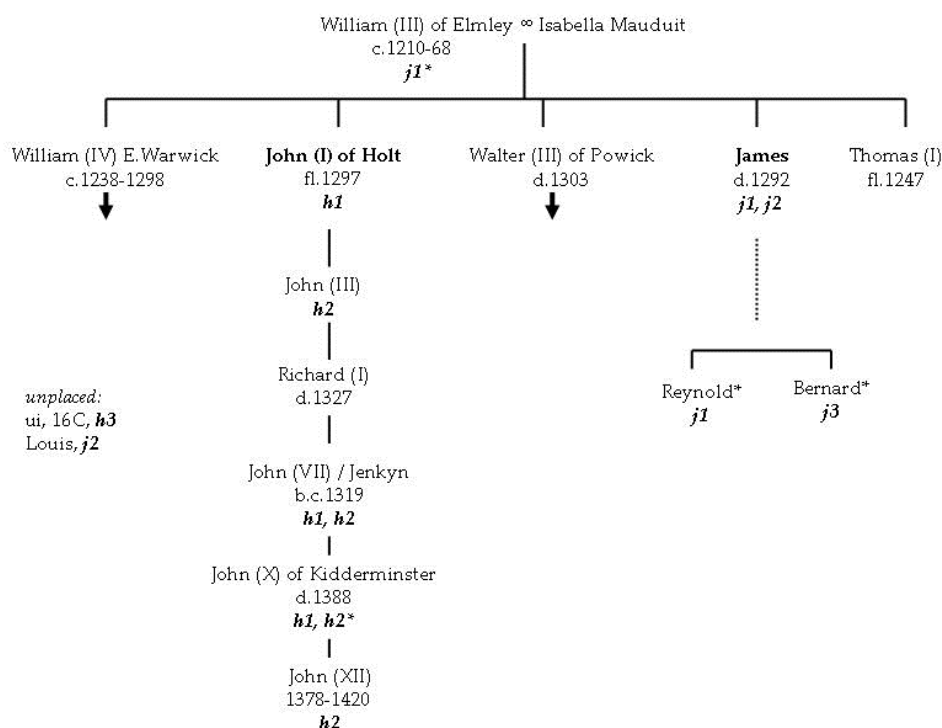 William (III) of Elmley ∞ Isabella Mauduit
c.1210-68
j1*
William (IV) E.Warwick
c.1238-1298
John (I) of Holt
fl.1297
h1
Walter (III) of Powick
d.1303
James
d.1292
j1, j2
Thomas (I)
fl.1247
John (III)
h2
Richard (I)
d.1327
Reynold*
j1
Bernard*
j3
unplaced:
ui, 16C, h3
Louis, j2
John (VII) / Jenkyn
b.c.1319
h1, h2
John (X) of Kidderminster
d.1388
h1, h2*
John (XII)
1378-1420
h2